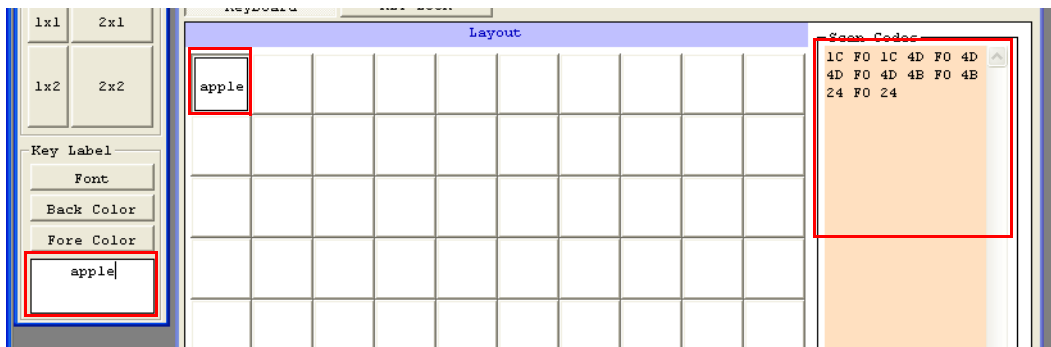 Keyboard
1x1 2x1
Layout
Scan Codes
1C F0 1C 4D F0 4D
4D F0 4D 4B F0 4B
24 F0 24
1x2 2x2
apple
Key Label
Font
Back Color
Fore Color
apple